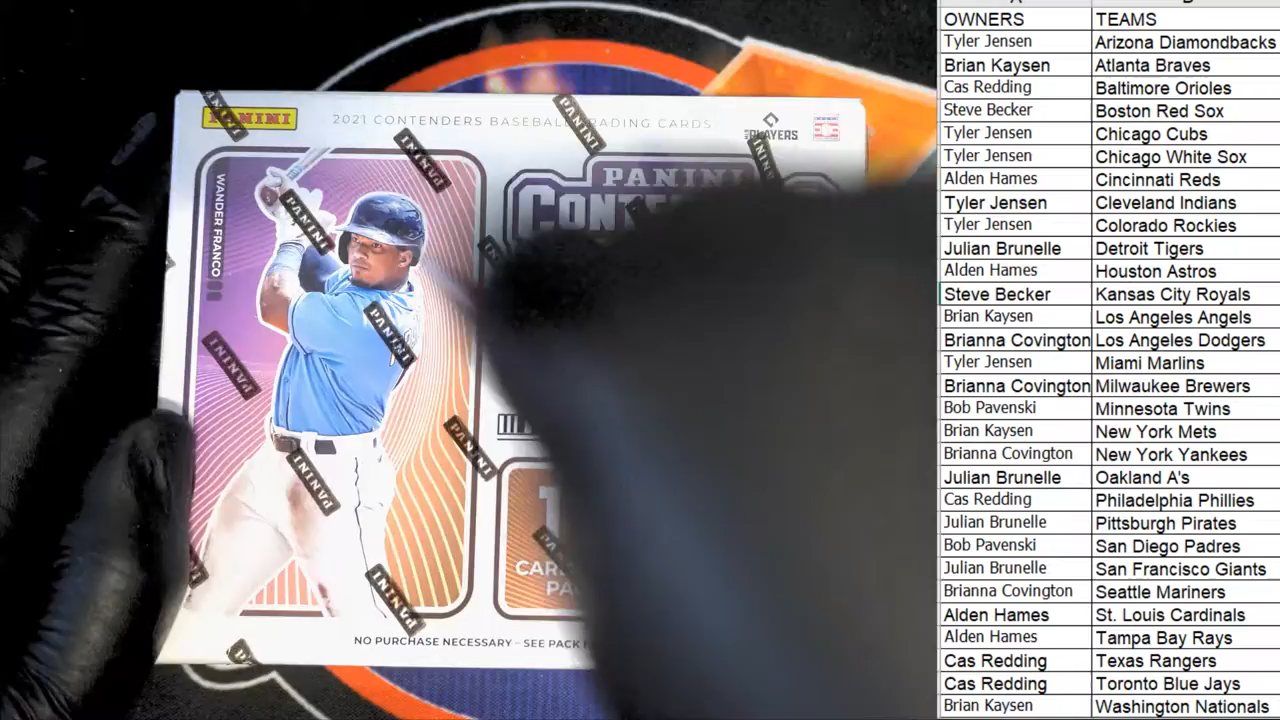 PANINI
2021 CONTENDERS BASEBALL TRADING CARDS
PLAYERS
WANDER FRANCO
PANINI
PANINI
PANINI
PANINI
PANINI
PANINI
PANINI
PANINI
PANINI
NO PURCHASE NECESSARY - SEE PACK
OWNERS TEAMS
Tyler Jensen Arizona Diamondbacks
Brian Kaysen Atlanta Braves
Cas Redding Baltimore Orioles
Steve Becker Boston Red Sox
Tyler Jensen Chicago Cubs
Tyler Jensen Chicago White Sox
Alden Hames Cincinnati Reds
Tyler Jensen Cleveland Indians
Tyler Jensen Colorado Rockies
Julian Brunelle Detroit Tigers
Alden Hames Houston Astros
Steve Becker Kansas City Royals
Brian Kaysen Los Angeles Angels
Brianna Covington Los Angeles Dodgers
Tyler Jensen Miami Marlins
Brianna Covington Milwaukee Brewers
Bob Pavenski Minnesota Twins
Brian Kaysen New York Mets
Brianna Covington New York Yankees
Julian Brunelle Oakland A's
Cas Redding Philadelphia Phillies
Julian Brunelle Pittsburgh Pirates
Bob Pavenski San Diego Padres
Julian Brunelle San Francisco Giants
Brianna Covington Seattle Mariners
Alden Hames St. Louis Cardinals
Alden Hames Tampa Bay Rays
Cas Redding Texas Rangers
Cas Redding Toronto Blue Jays
Brian Kaysen Washington Nationals